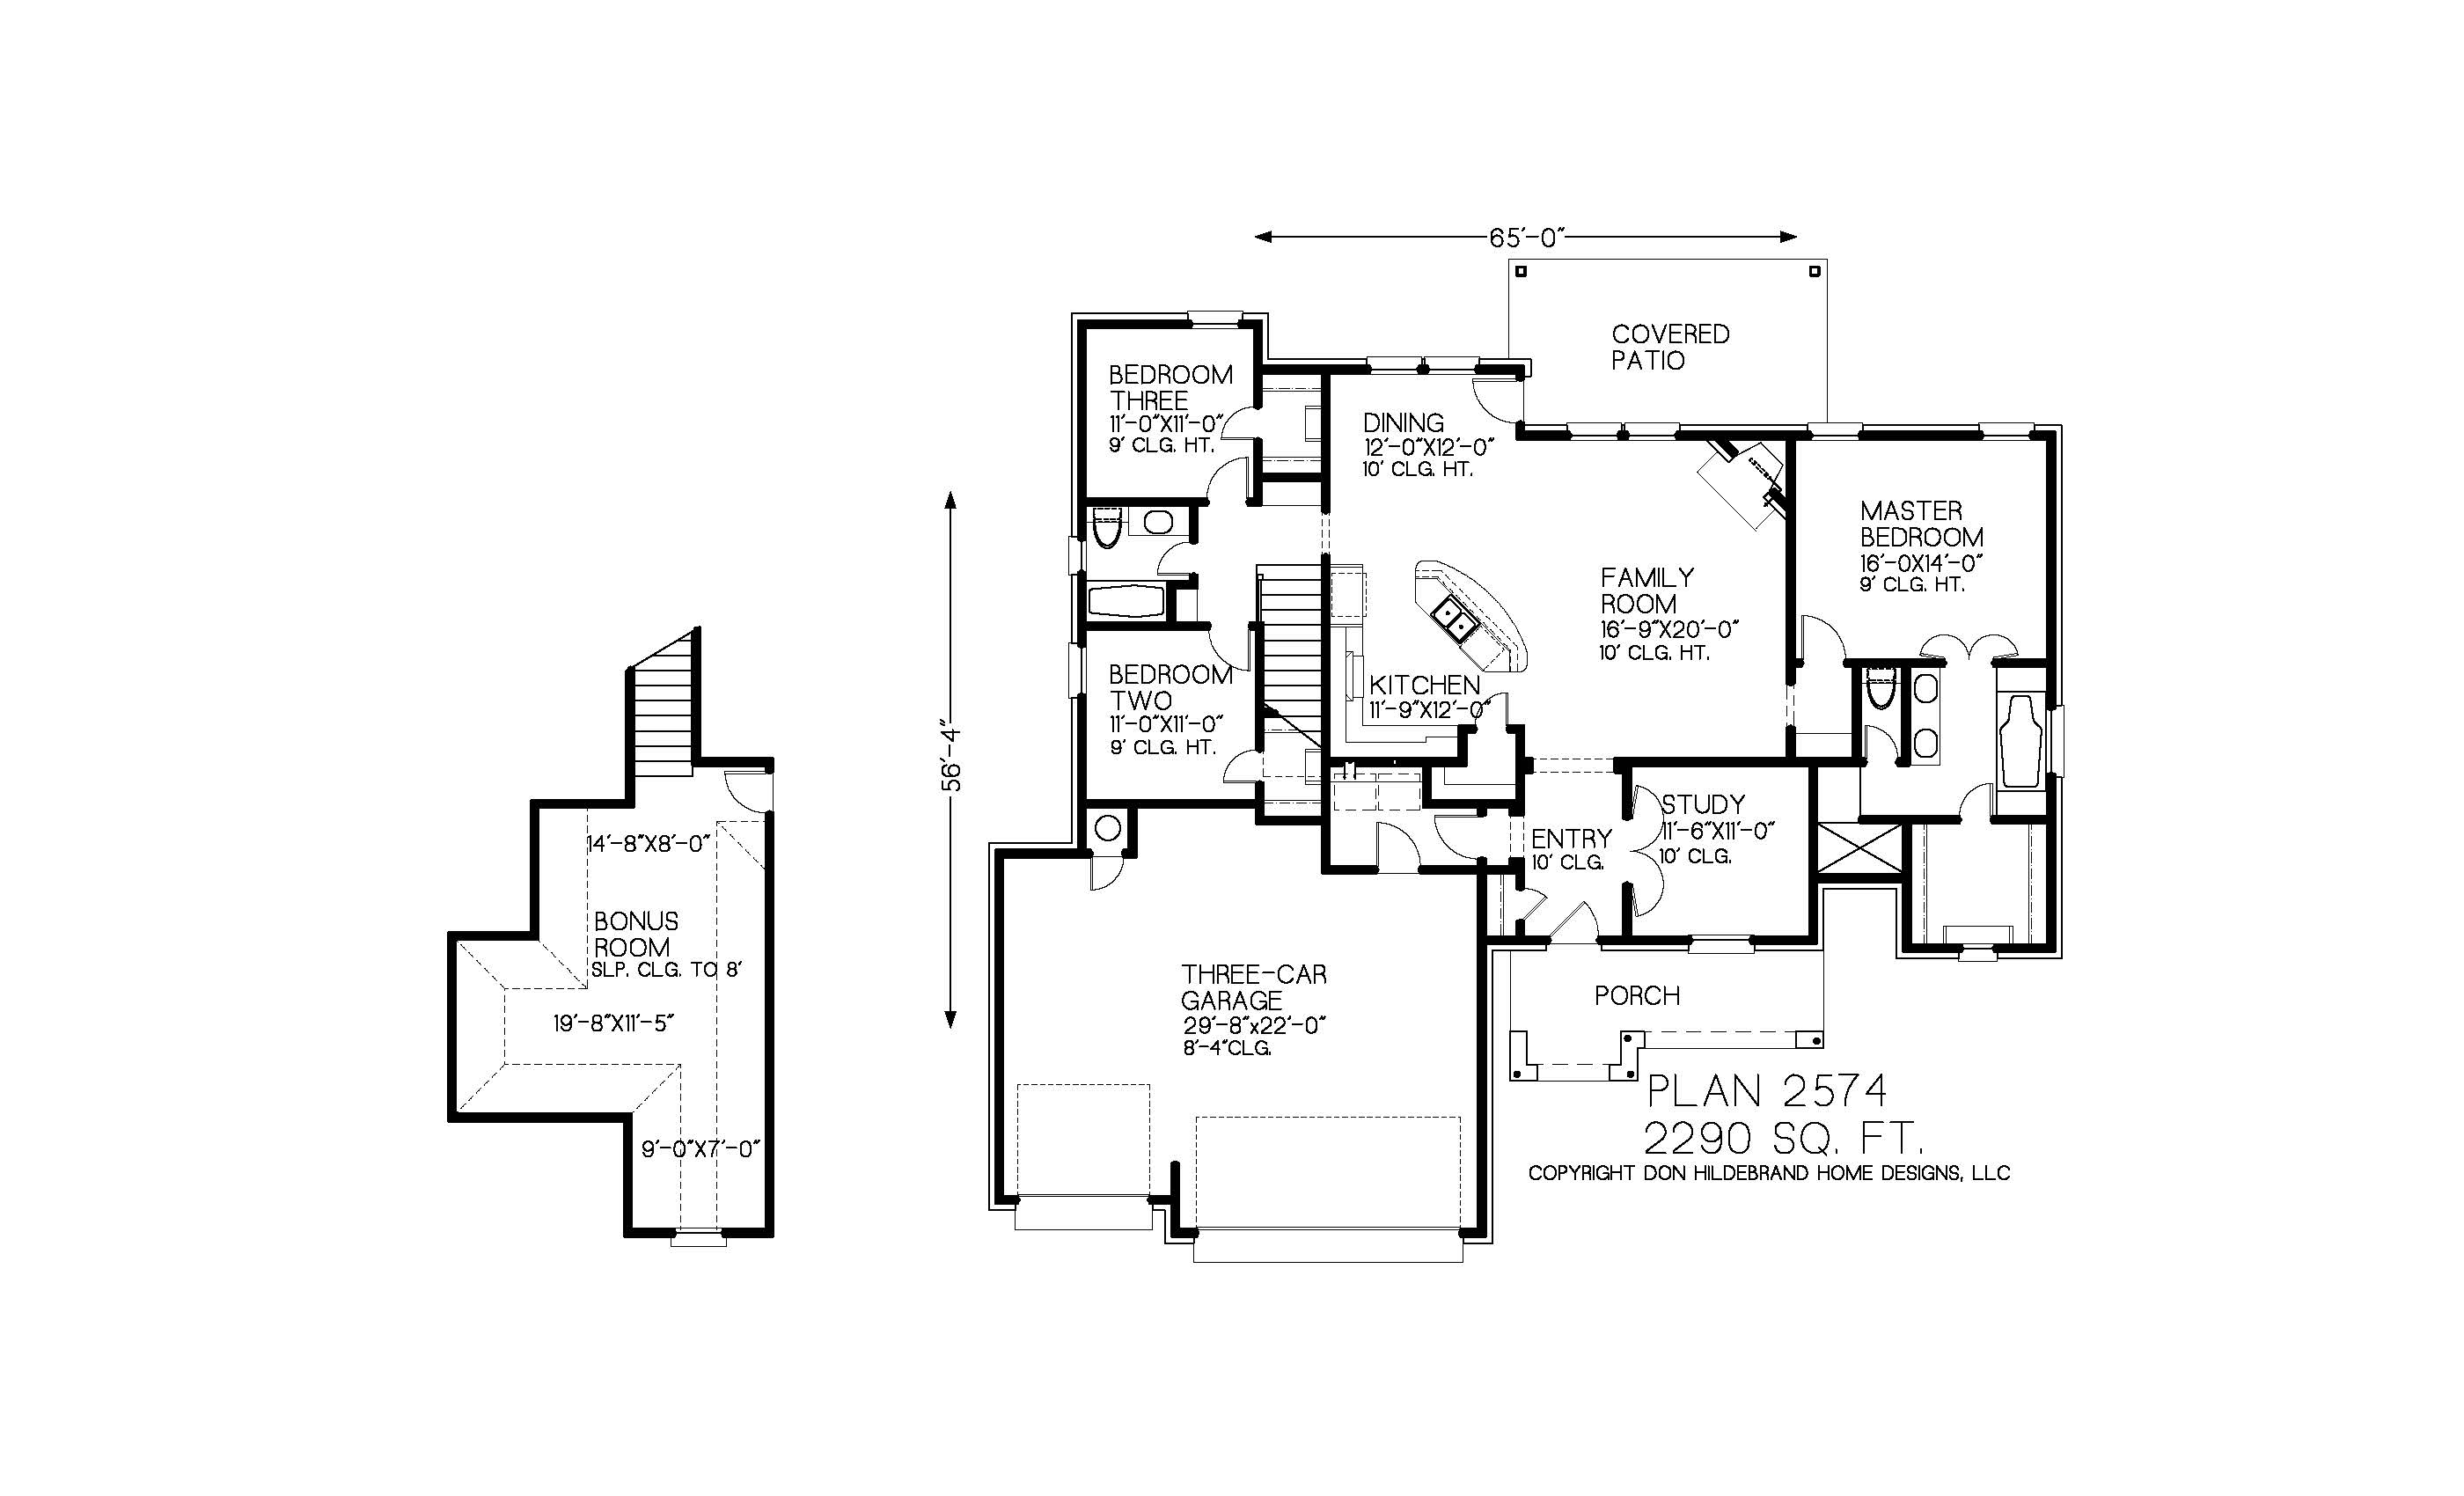 65'-0"
COVERED
PATIO
BEDROOM
THREE
11'-0"X11'-0"
9' CLG. HT.
DINING
12'-0"X12'-0"
10' CLG. HT.
MASTER
BEDROOM
16'-0X14'-0"
9' CLG. HT.
FAMILY
ROOM
16'-9"X20'-0"
10' CLG. HT.
BEDROOM
TWO
11'-0"X11'-0"
9' CLG. HT.
KITCHEN
11'-9"X12'-0"
56'-4"
STUDY
11'-6"X11'-0"
10' CLG.
ENTRY
10' CLG.
14'-8"X8'-0"
BONUS
ROOM
SLP. CLG. TO 8'
19'-8"X11'-5"
9'-0"X7'-0"
THREE-CAR
GARAGE
29'-8"x22'-0"
8'-4"CLG.
PORCH
PLAN 2574
2290 SQ. FT.
COPYRIGHT DON HILDEBRAND HOME DESIGNS, LLC